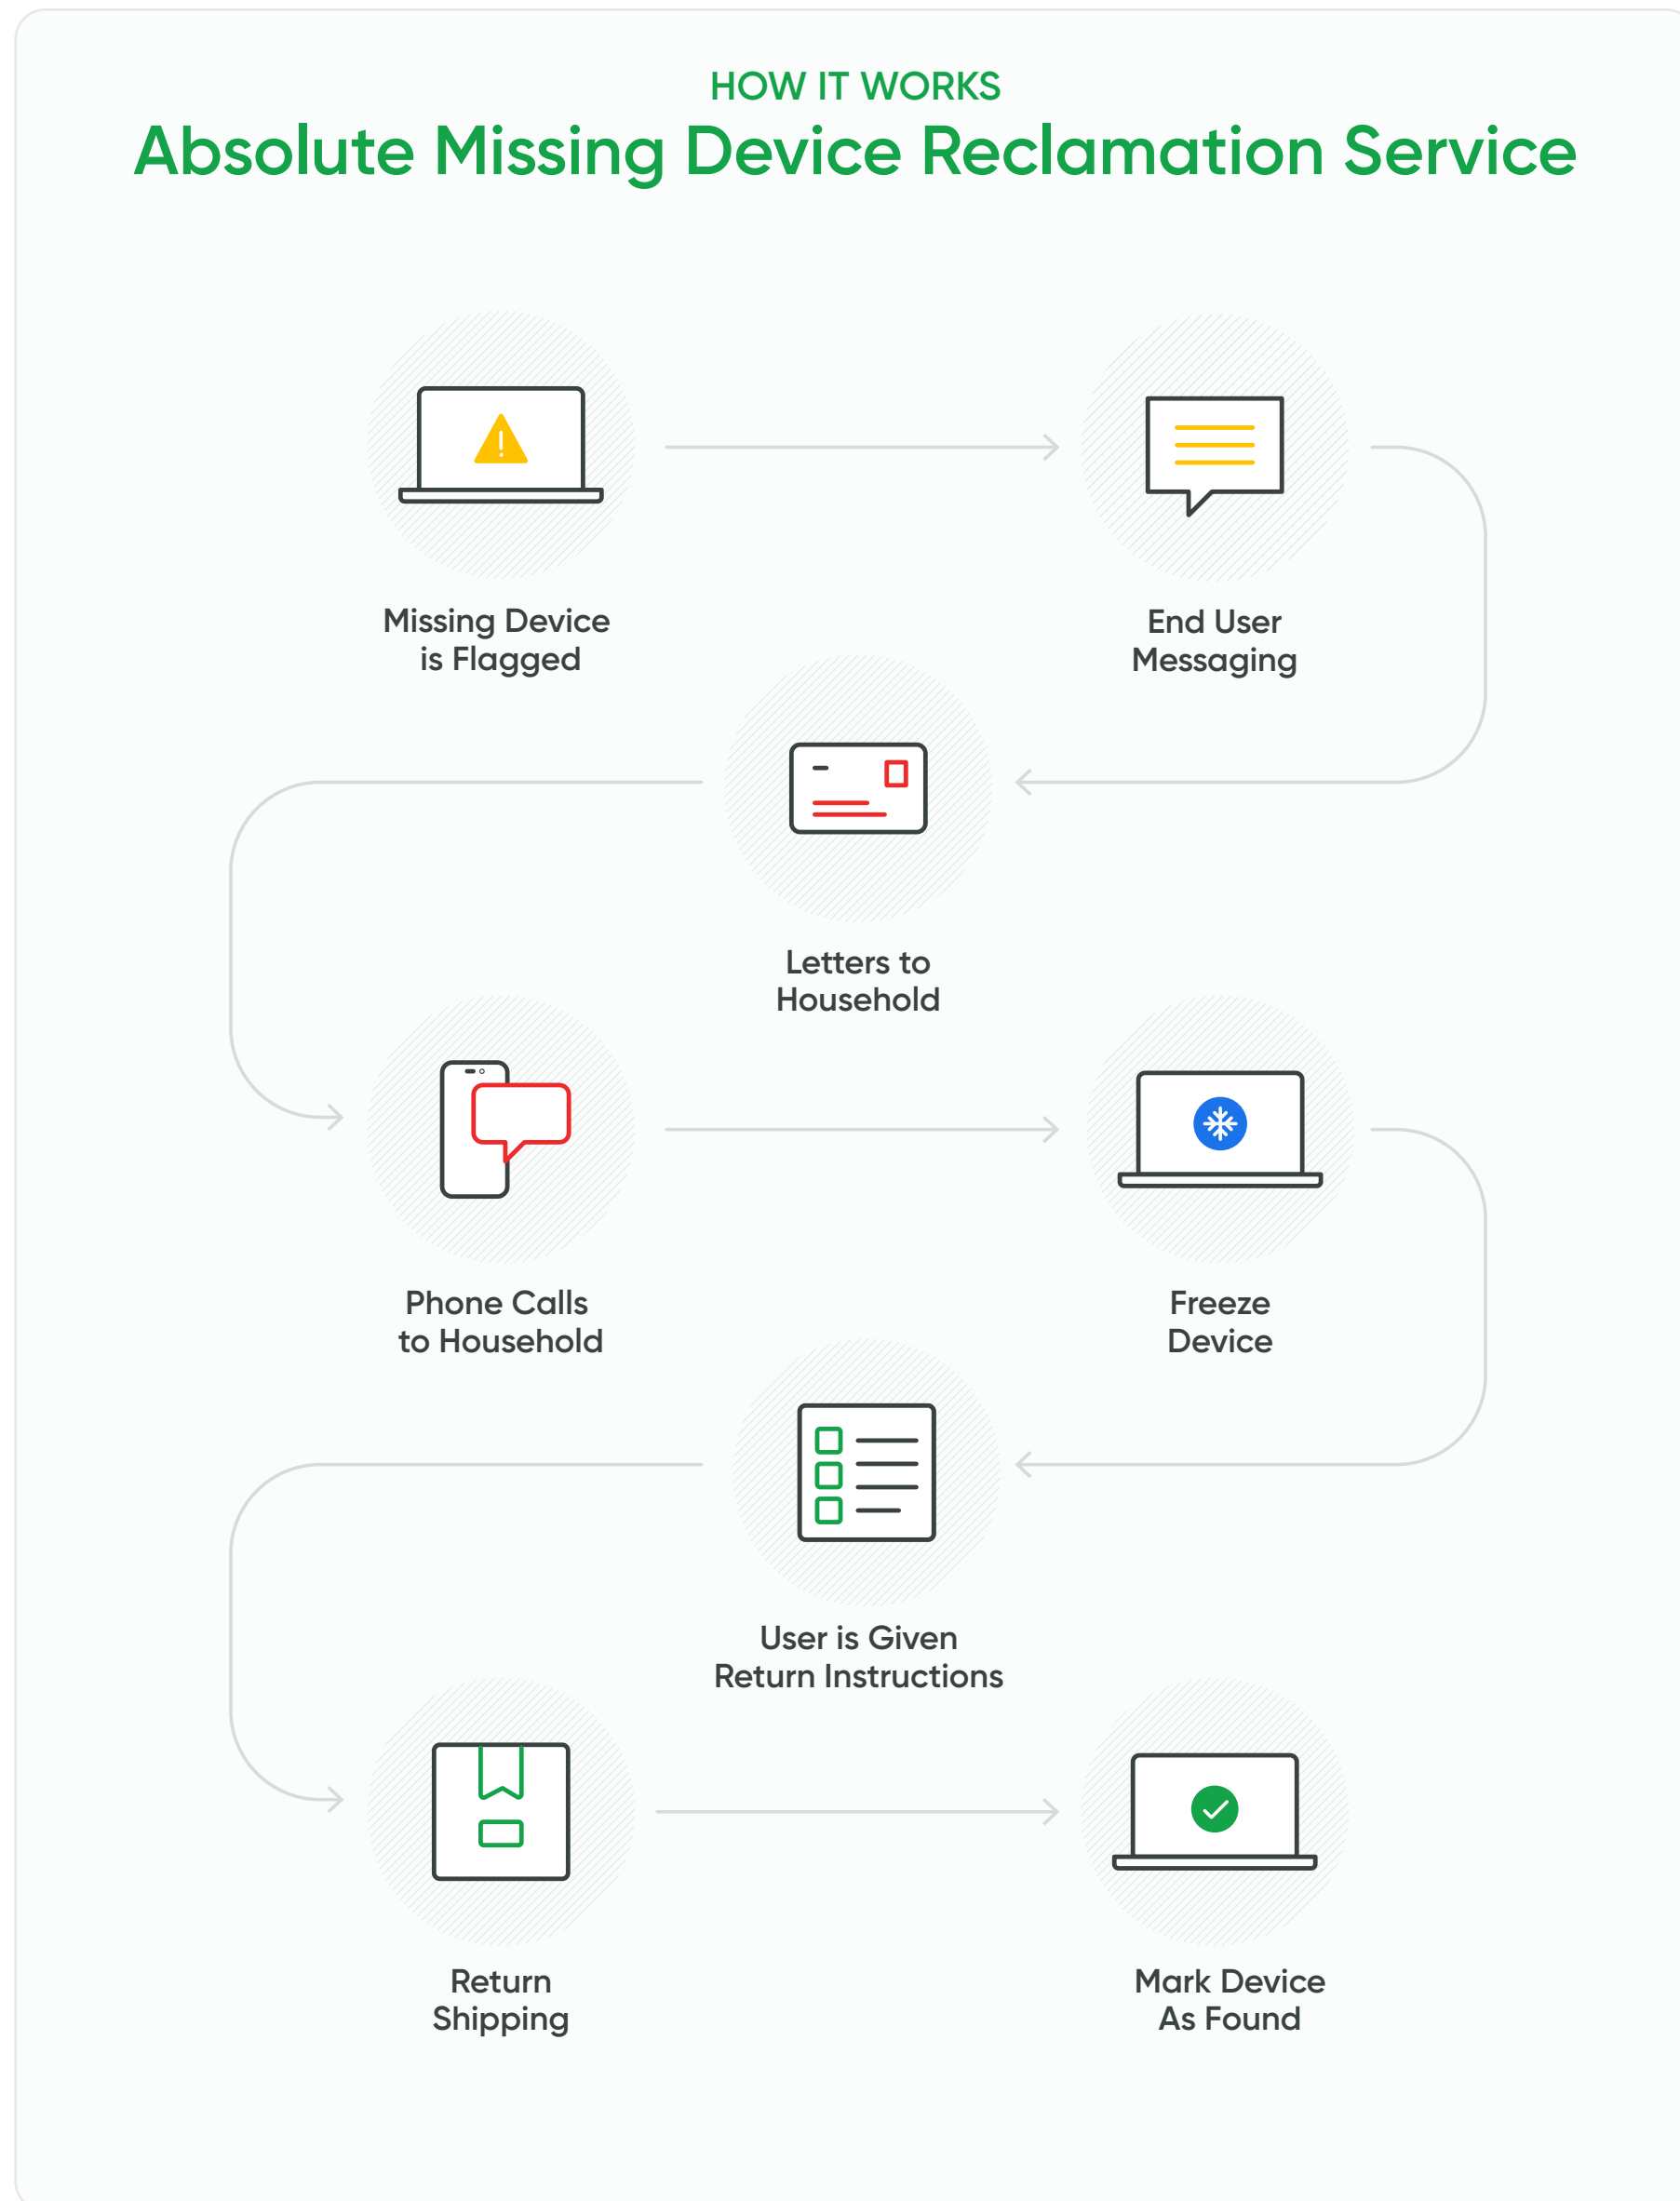 HOW IT WORKS
Absolute Missing Device Reclamation Service
Missing Device
is Flagged
End User
Messaging
Letters to
Household
Phone Calls
to Household
Freeze
Device
User is Given
Return Instructions
Return
Shipping
Mark Device
As Found